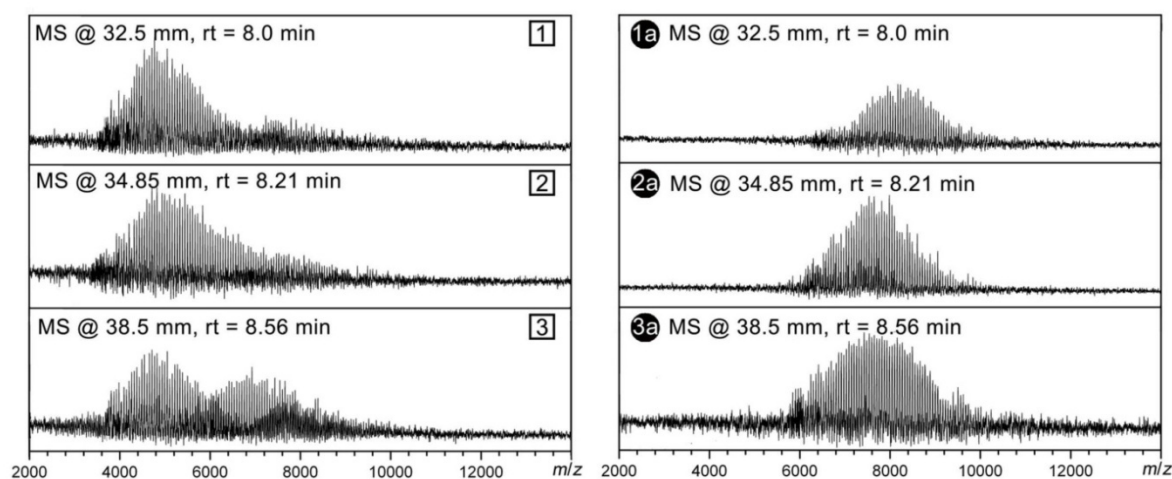 MS @ 32.5 mm, rt = 8.0 min 1
MS @ 34.85 mm, rt = 8.21 min 2
MS @ 38.5 mm, rt = 8.56 min 3
2000 4000 6000 8000 10000 12000 m/z
1a MS @ 32.5 mm, rt = 8.0 min
2a MS @ 34.85 mm, rt = 8.21 min
3a MS @ 38.5 mm, rt = 8.56 min
2000 4000 6000 8000 10000 12000 m/z